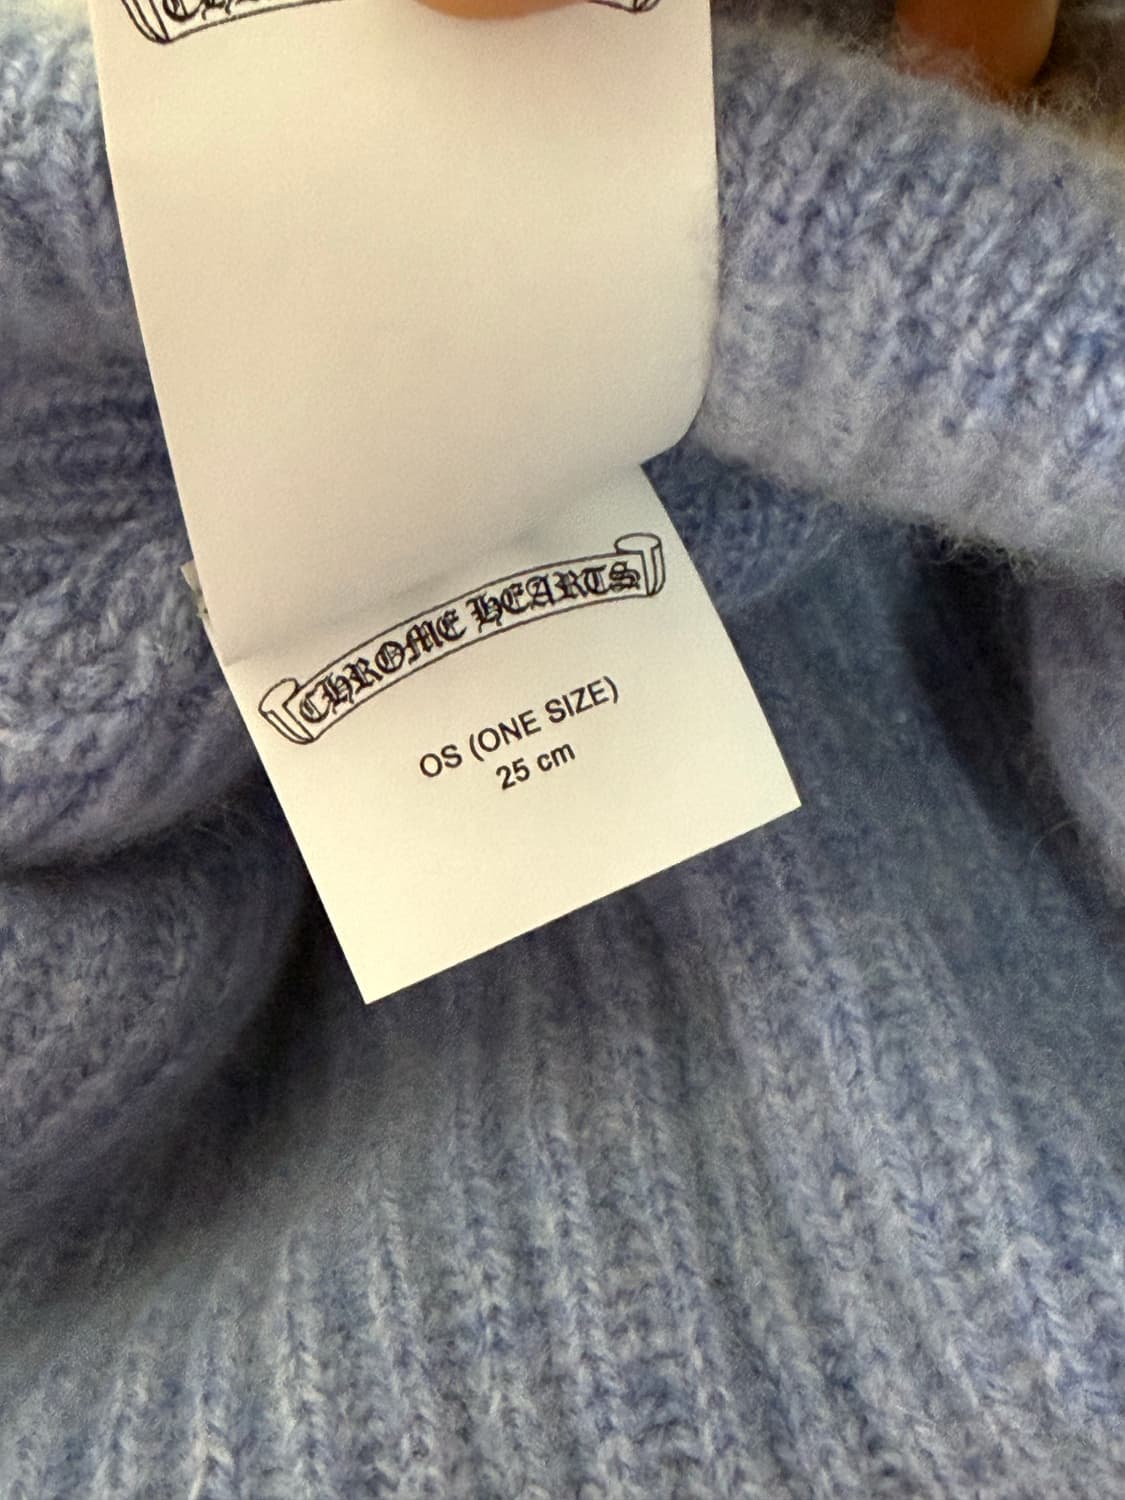 CHROME HEARTS
OS (ONE SIZE)
25 cm